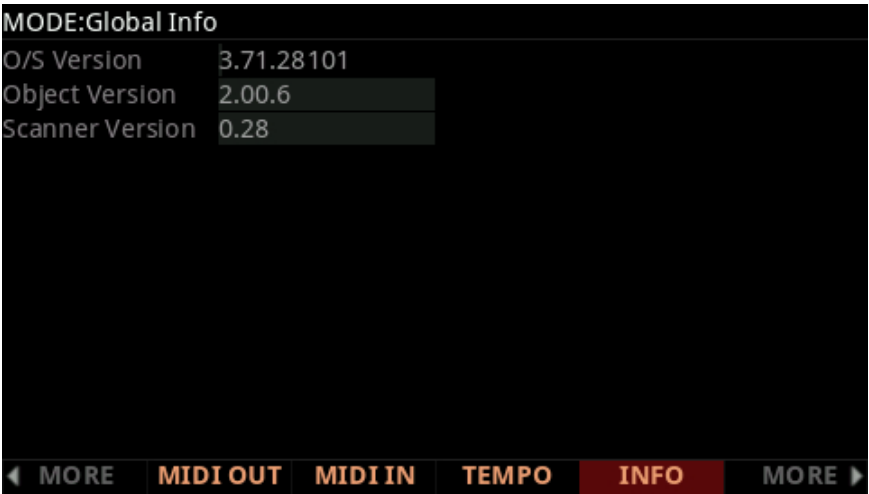 MODE:Global Info
O/S Version 3.71.28101
Object Version 2.00.6
Scanner Version 0.28
MORE MIDI OUT MIDI IN TEMPO INFO MORE